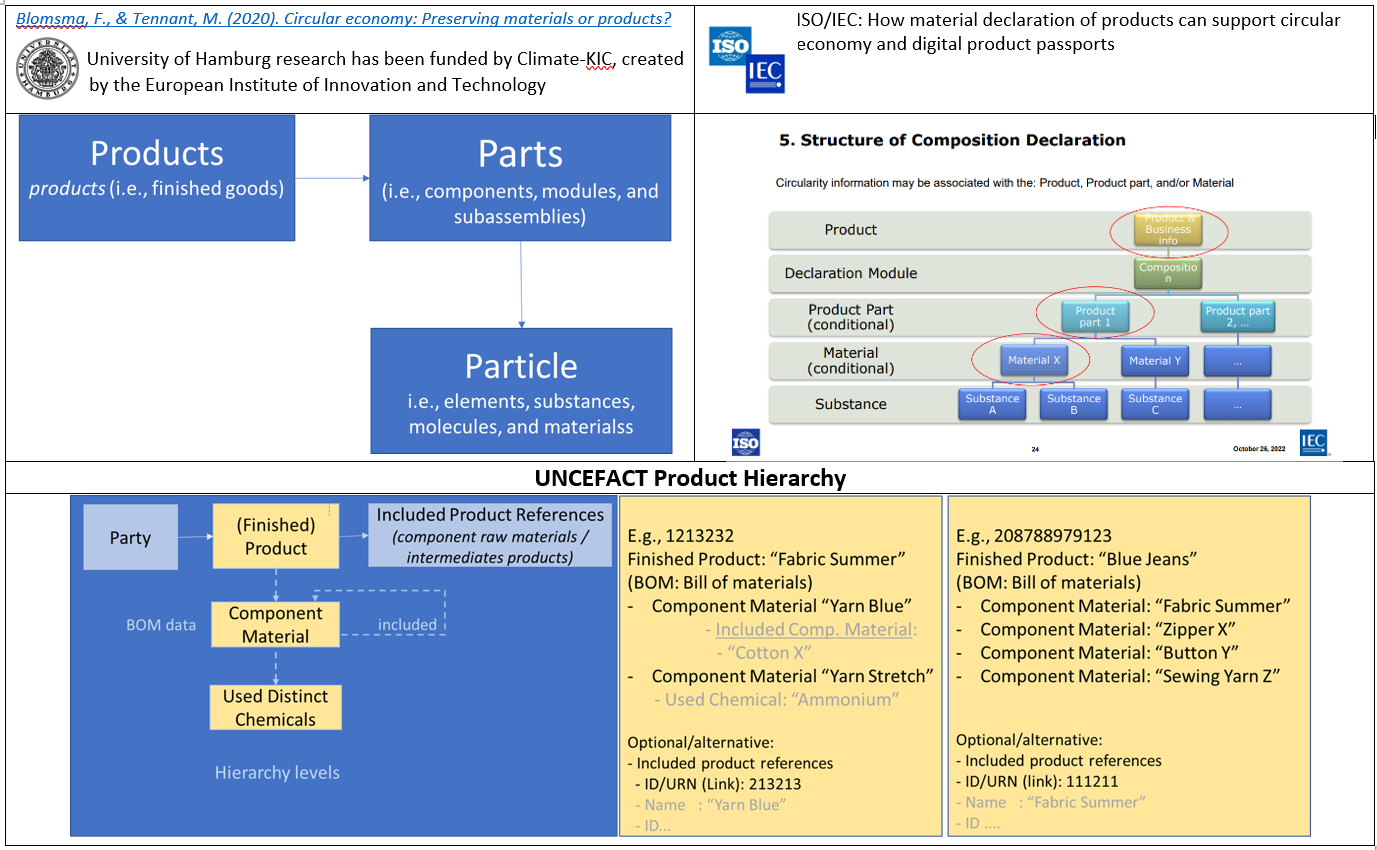 Blomsma, F., & Tennant, M. (2020). Circular economy: Preserving materials or products?
University of Hamburg research has been funded by Climate-KIC, created
by the European Institute of Innovation and Technology
ISO
IEC
ISO/IEC: How material declaration of products can support circular
economy and digital product passports
Products
products (i.e., finished goods)
Parts
(i.e., components, modules, and
subassemblies)
Particle
i.e., elements, substances,
molecules, and materialss
5. Structure of Composition Declaration
Circularity information may be associated with the: Product, Product part, and/or Material
Product
Product &
Business
info
Declaration Module
Compositio
n
Product Part
(conditional)
Product
part 1
Product part
2, ...
Material
(conditional)
Material X
Material Y
...
Substance
Substance
A
Substance
B
Substance
C
...
ISO
24
October 26, 2022
IEC
UNCEFACT Product Hierarchy
Party
(Finished)
Product
Included Product References
(component raw materials /
intermediates products)
BOM data
Component
Material
included
Used Distinct
Chemicals
Hierarchy levels
E.g., 1213232
Finished Product: “Fabric Summer”
(BOM: Bill of materials)
- Component Material “Yarn Blue”
- Included Comp. Material:
- “Cotton X”
- Component Material “Yarn Stretch”
- Used Chemical: “Ammonium”
Optional/alternative:
- Included product references
- ID/URN (Link): 213213
- Name : “Yarn Blue”
- ID...
E.g., 208788979123
Finished Product: “Blue Jeans”
(BOM: Bill of materials)
- Component Material: “Fabric Summer”
- Component Material: “Zipper X”
- Component Material: “Button Y”
- Component Material: “Sewing Yarn Z”
Optional/alternative:
- Included product references
- ID/URN (link): 111211
- Name : “Fabric Summer”
- ID ....